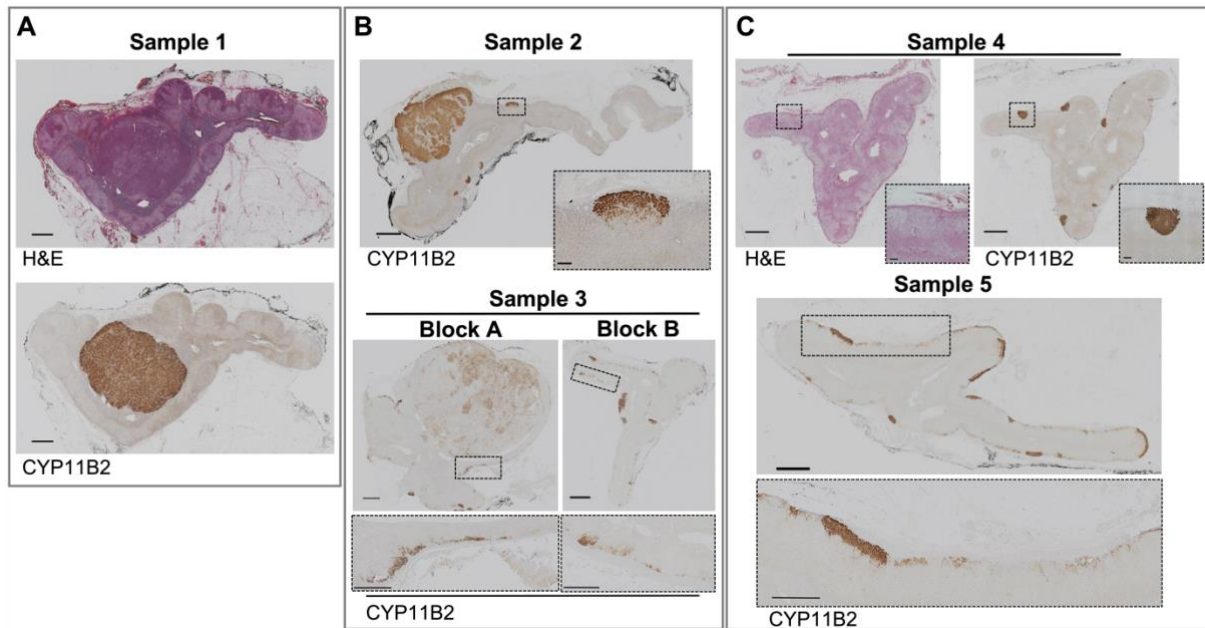 A
Sample 1
H&E
CYP11B2
B
Sample 2
CYP11B2
Sample 3
Block A
Block B
CYP11B2
C
Sample 4
H&E
CYP11B2
Sample 5
CYP11B2